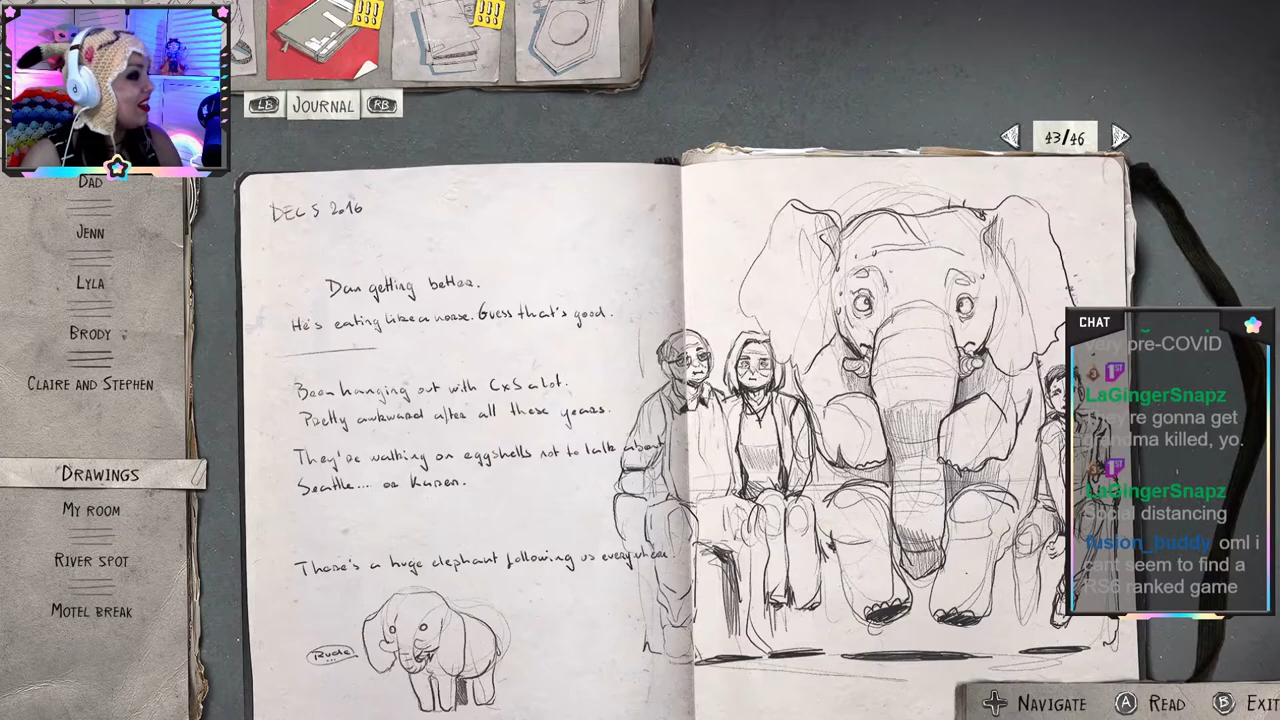 LB JOURNAL RB
43/46
DAD
JENN
LYLA
BRODY
CLAIRE AND STEPHEN
DRAWINGS
MY ROOM
RIVER SPOT
MOTEL BREAK
DEC 5 2016
Dan getting better.
He's eating like a horse. Guess that's good.
Been hanging out with C&S a lot.
Pretty awkward after all these years.
They're walking on eggshells not to talk about
Seattle... or Karen.
There's a huge elephant following us everywhere.
Rude
CHAT
very pre-COVID
LaGingerSnapz
They're gonna get
grandma killed, yo.
LaGingerSnapz
Social distancing
fusion_buddy oml i
cant seem to find a
RS6 ranked game
NAVIGATE A READ B EXIT